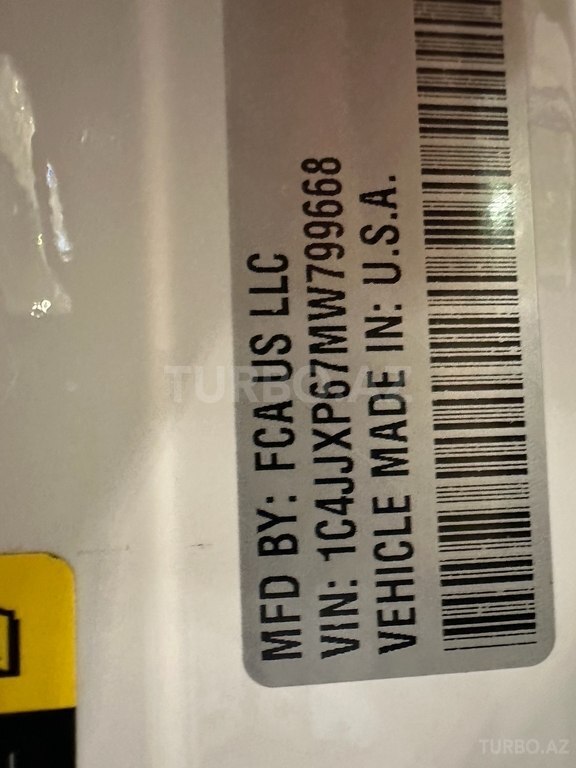 MFD BY: FCA US LLC
VIN: 1C4JJXP67MW799668
VEHICLE MADE IN: U.S.A.
TURBO.AZ
TURBO.AZ